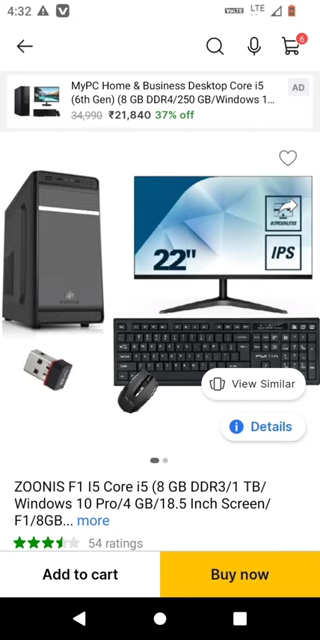 4:32
VoLTE LTE
6
MyPC Home & Business Desktop Core i5
(6th Gen) (8 GB DDR4/250 GB/Windows 1...
AD
34,990 ₹21,840 37% off
22"
IPS
View Similar
Details
ZOONIS F1 I5 Core i5 (8 GB DDR3/1 TB/
Windows 10 Pro/4 GB/18.5 Inch Screen/
F1/8GB... more
54 ratings
Add to cart
Buy now